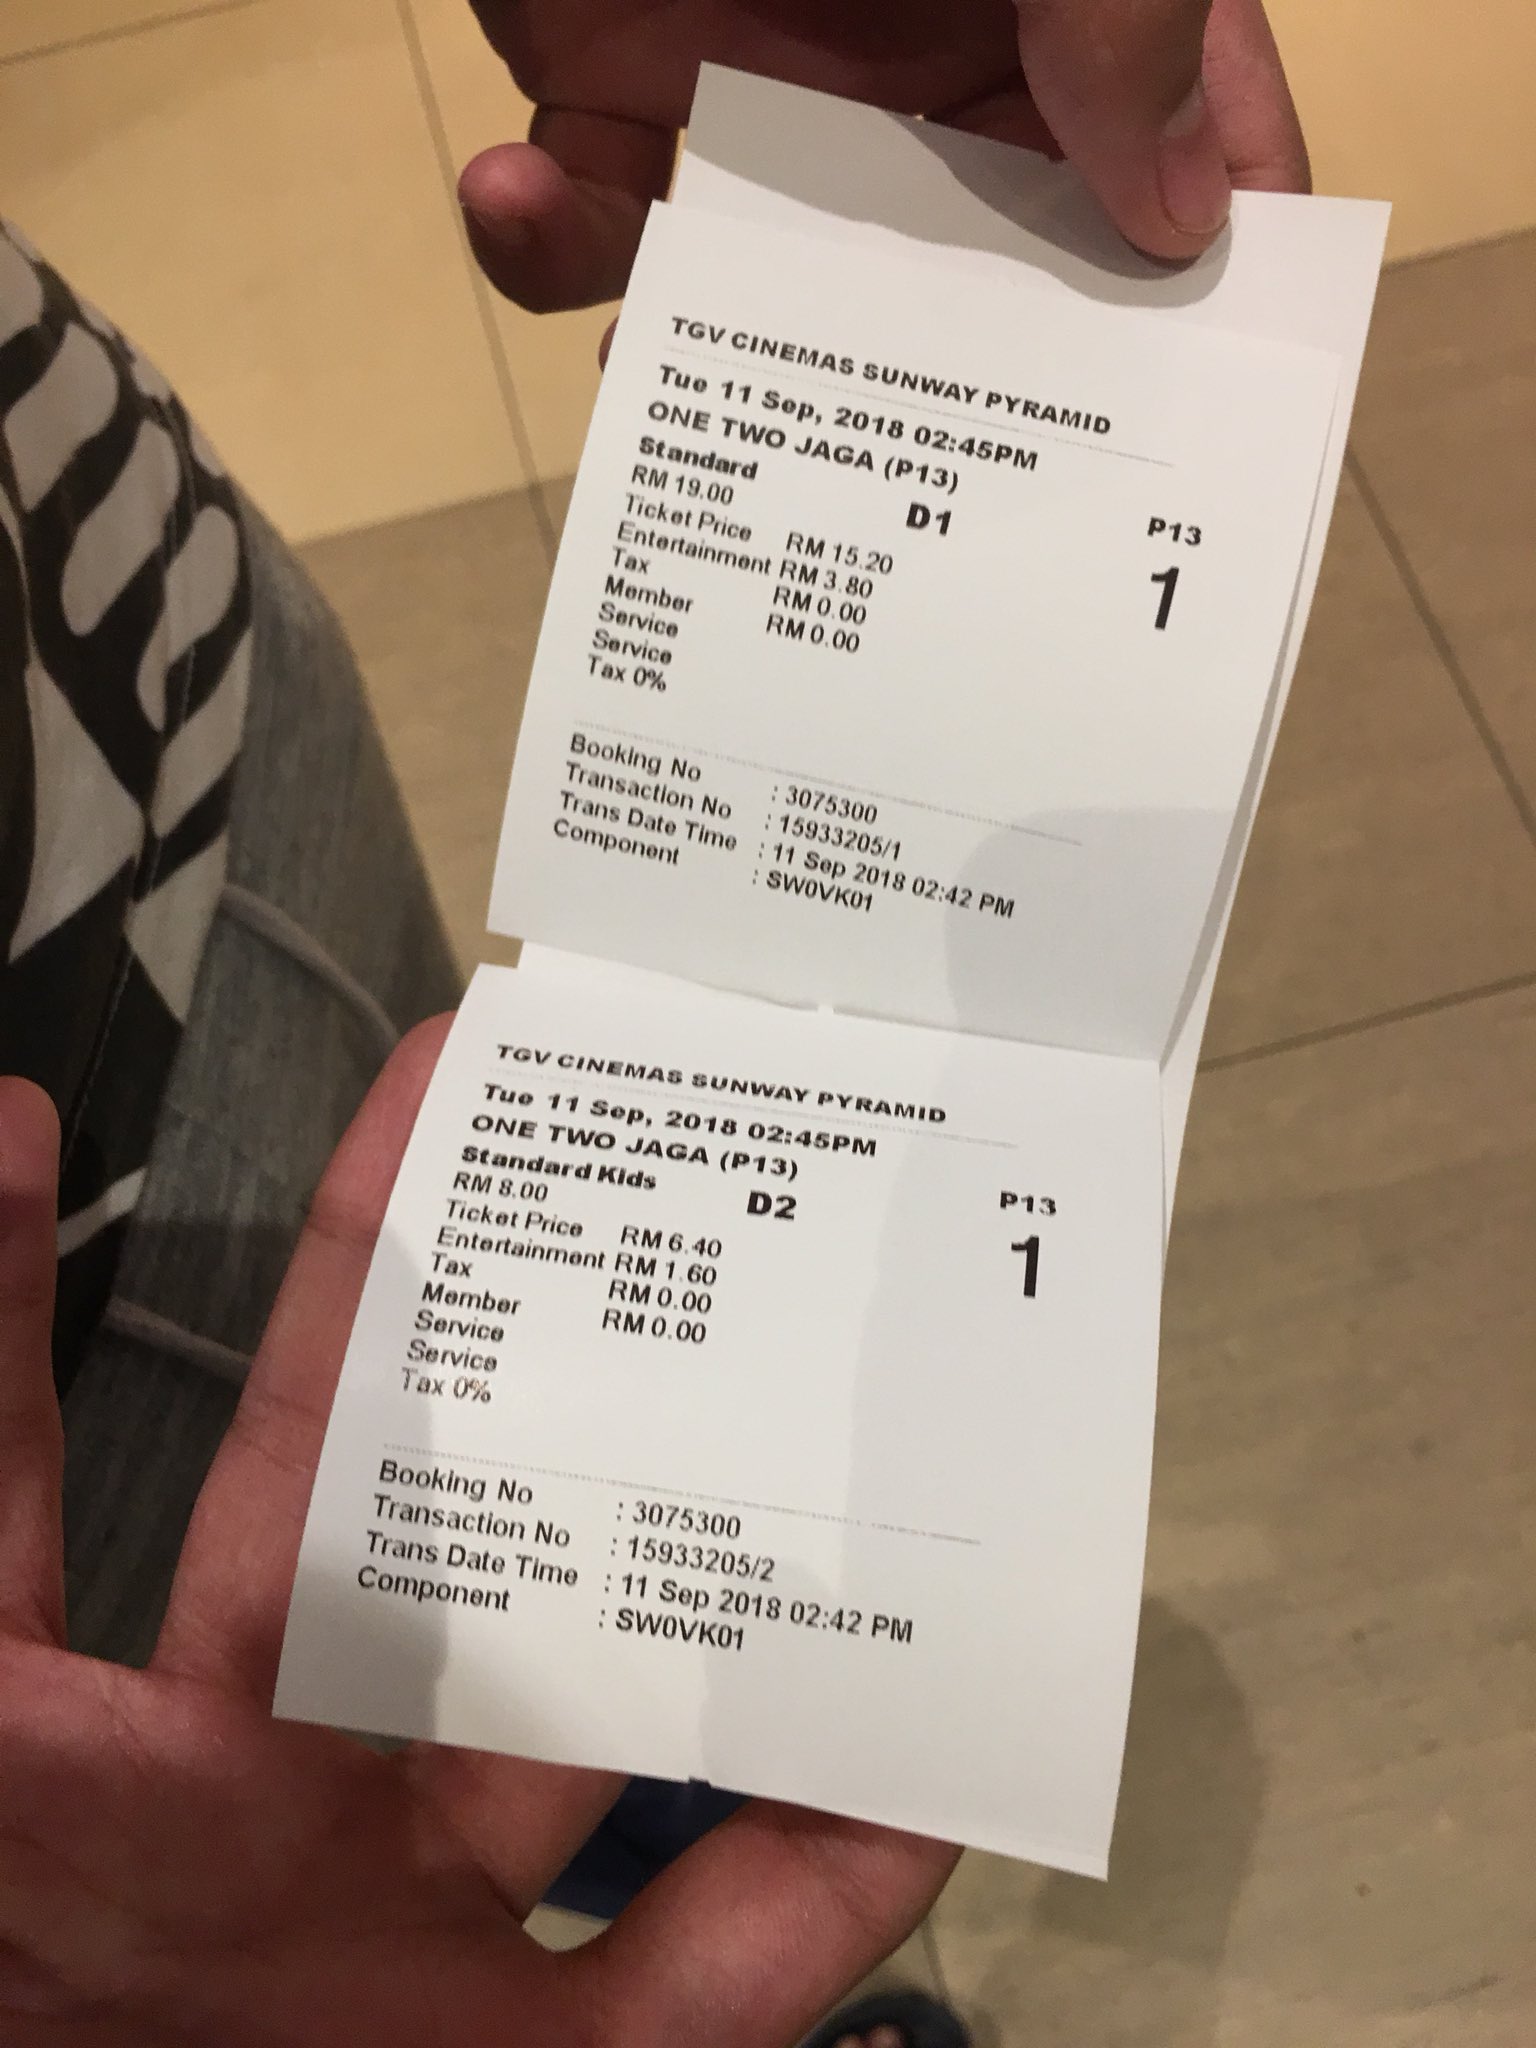 TGV CINEMAS SUNWAY PYRAMID
Tue 11 Sep, 2018 02:45PM
ONE TWO JAGA (P13)
Standard
RM 19.00 D1 P13
Ticket Price RM 15.20 1
Entertainment RM 3.80
Tax RM 0.00
Member RM 0.00
Service
Service
Tax 0%
Booking No : 3075300
Transaction No : 15933205/1
Trans Date Time : 11 Sep 2018 02:42 PM
Component : SW0VK01
TGV CINEMAS SUNWAY PYRAMID
Tue 11 Sep, 2018 02:45PM
ONE TWO JAGA (P13)
Standard Kids
RM 8.00 D2 P13
Ticket Price RM 6.40 1
Entertainment RM 1.60
Tax RM 0.00
Member RM 0.00
Service
Service
Tax 0%
Booking No : 3075300
Transaction No : 15933205/2
Trans Date Time : 11 Sep 2018 02:42 PM
Component : SW0VK01